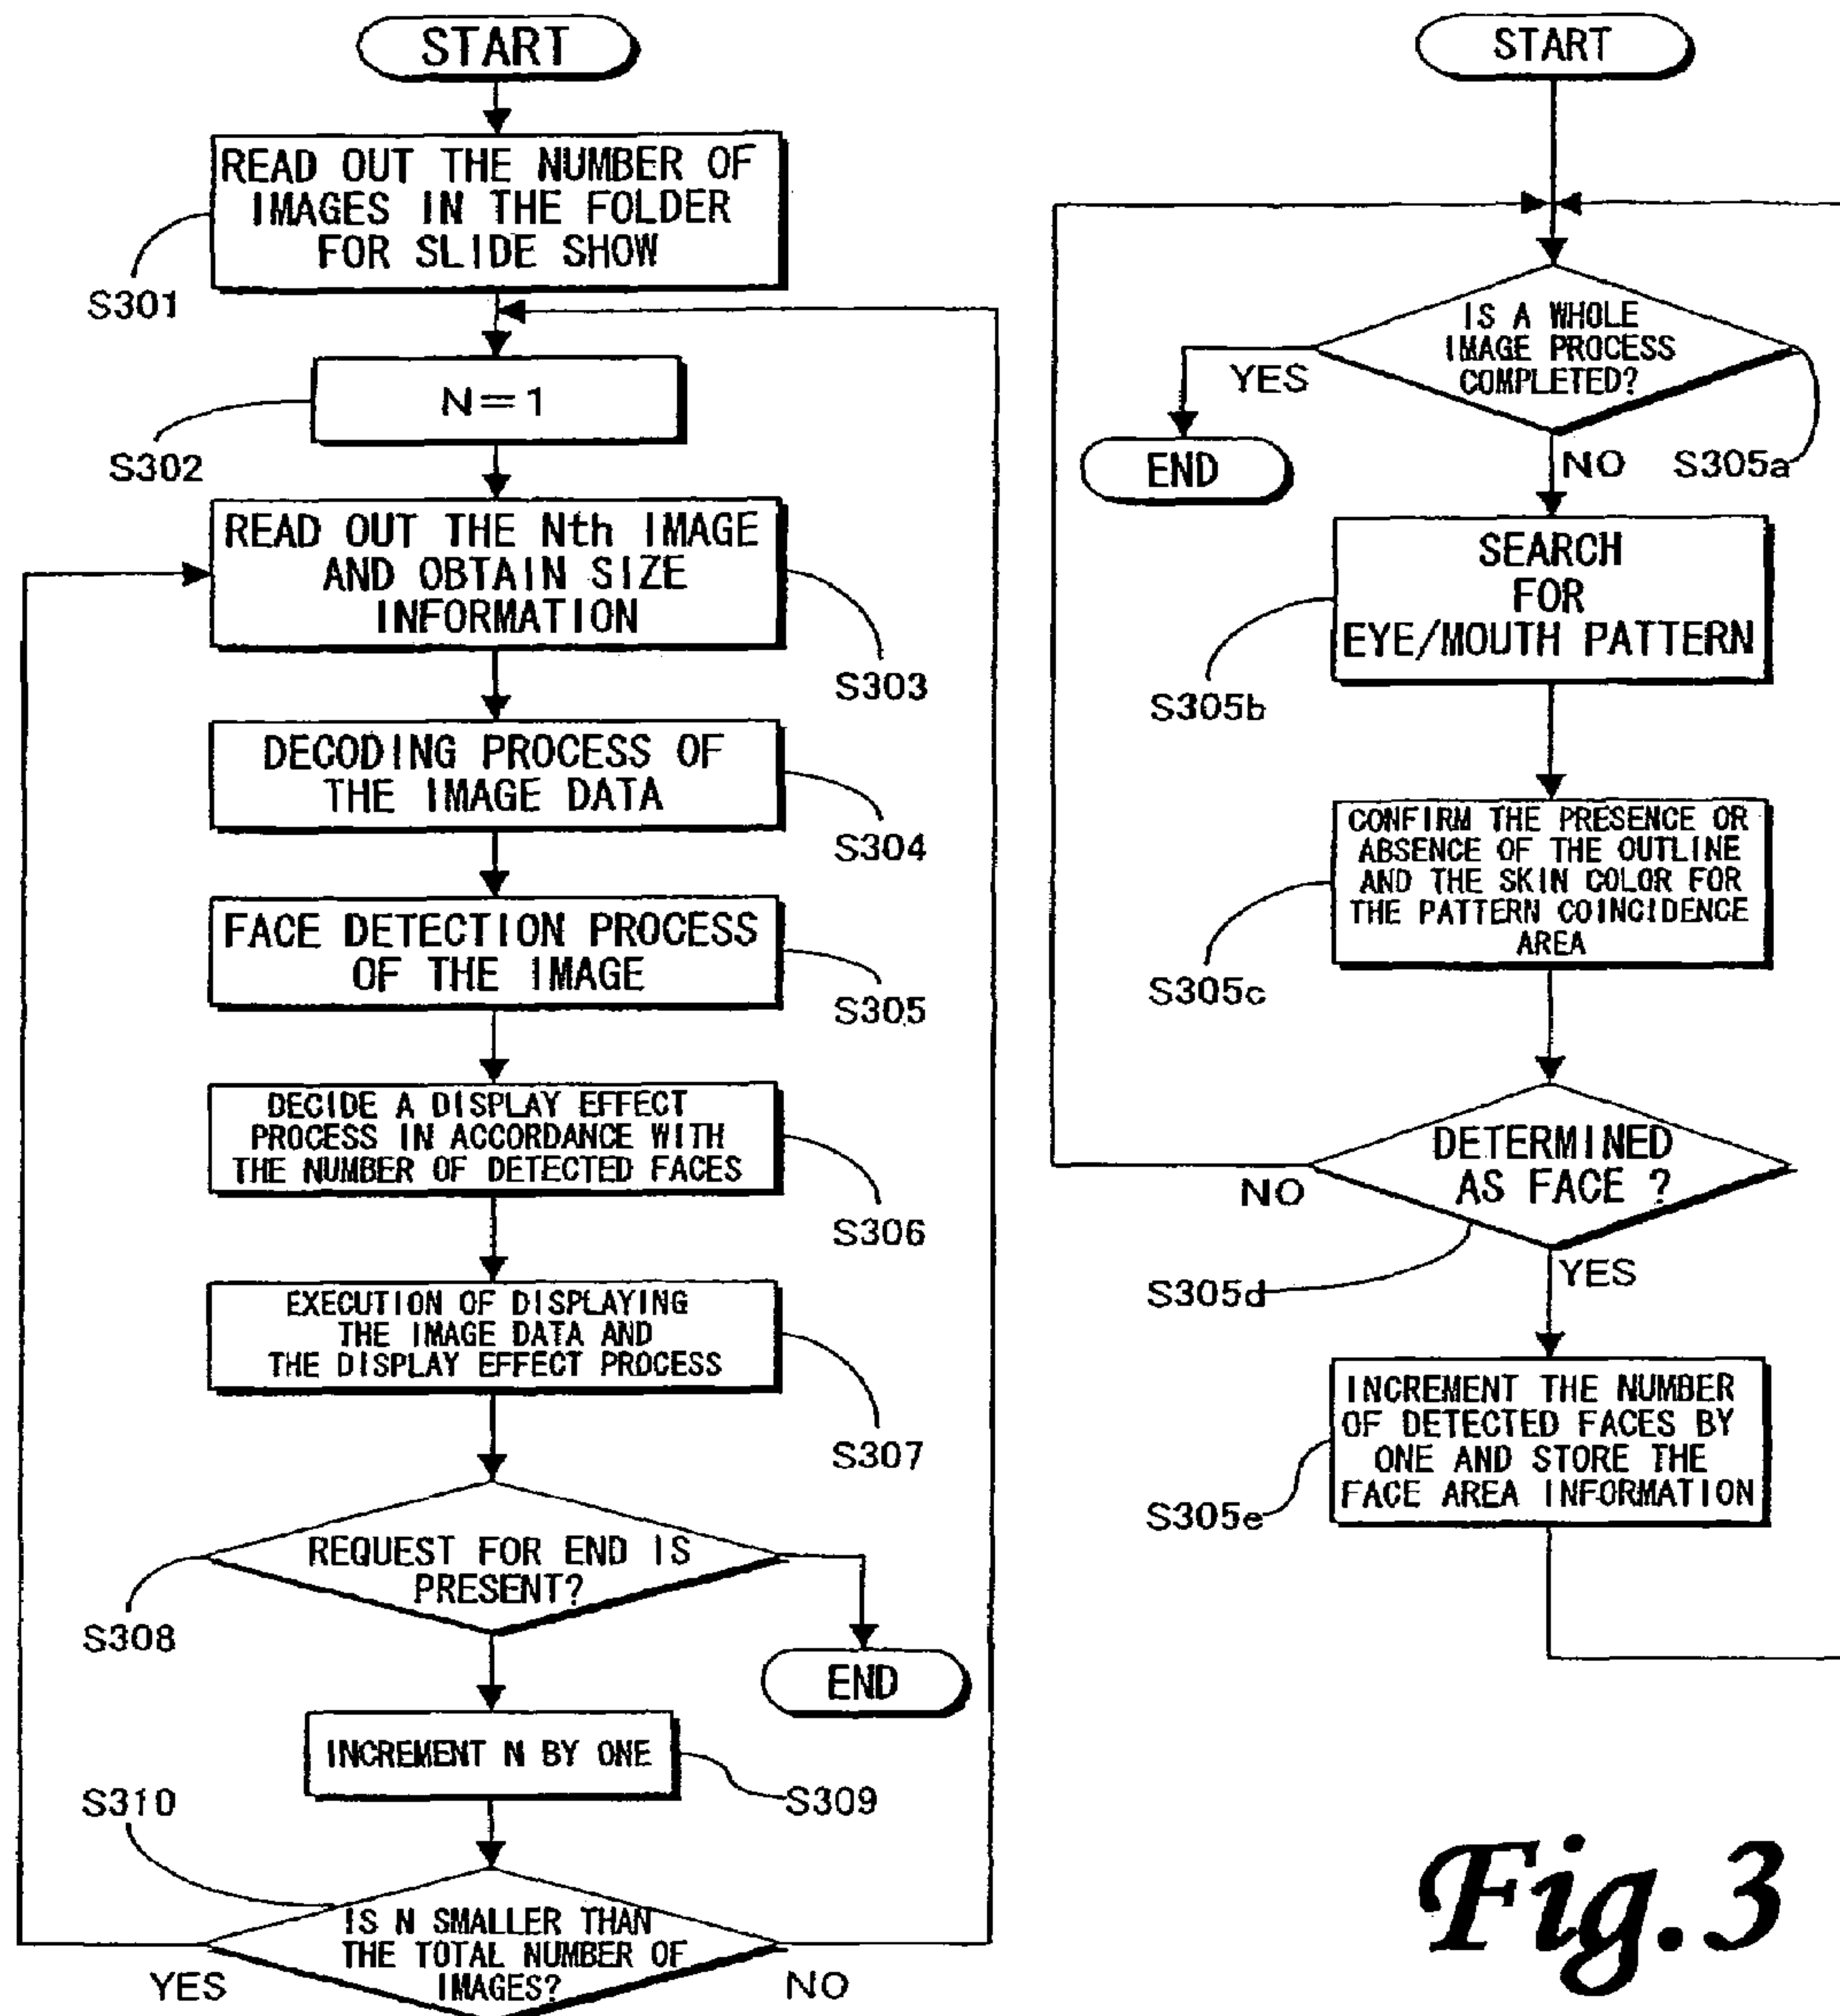 START
READ OUT THE NUMBER OF
IMAGES IN THE FOLDER
FOR SLIDE SHOW
S301
N=1
S302
READ OUT THE Nth IMAGE
AND OBTAIN SIZE
INFORMATION
S303
DECODING PROCESS OF
THE IMAGE DATA
S304
FACE DETECTION PROCESS
OF THE IMAGE
S305
DECIDE A DISPLAY EFFECT
PROCESS IN ACCORDANCE WITH
THE NUMBER OF DETECTED FACES
S306
EXECUTION OF DISPLAYING
THE IMAGE DATA AND
THE DISPLAY EFFECT PROCESS
S307
REQUEST FOR END IS
PRESENT?
S308
END
INCREMENT N BY ONE
S309
S310
IS N SMALLER THAN
THE TOTAL NUMBER OF
IMAGES?
YES
NO
START
IS A WHOLE
IMAGE PROCESS
COMPLETED?
YES
END
NO
S305a
SEARCH
FOR
EYE/MOUTH PATTERN
S305b
CONFIRM THE PRESENCE OR
ABSENCE OF THE OUTLINE
AND THE SKIN COLOR FOR
THE PATTERN COINCIDENCE
AREA
S305c
DETERMINED
AS FACE ?
NO
S305d
YES
INCREMENT THE NUMBER
OF DETECTED FACES BY
ONE AND STORE THE
FACE AREA INFORMATION
S305e
Fig.3